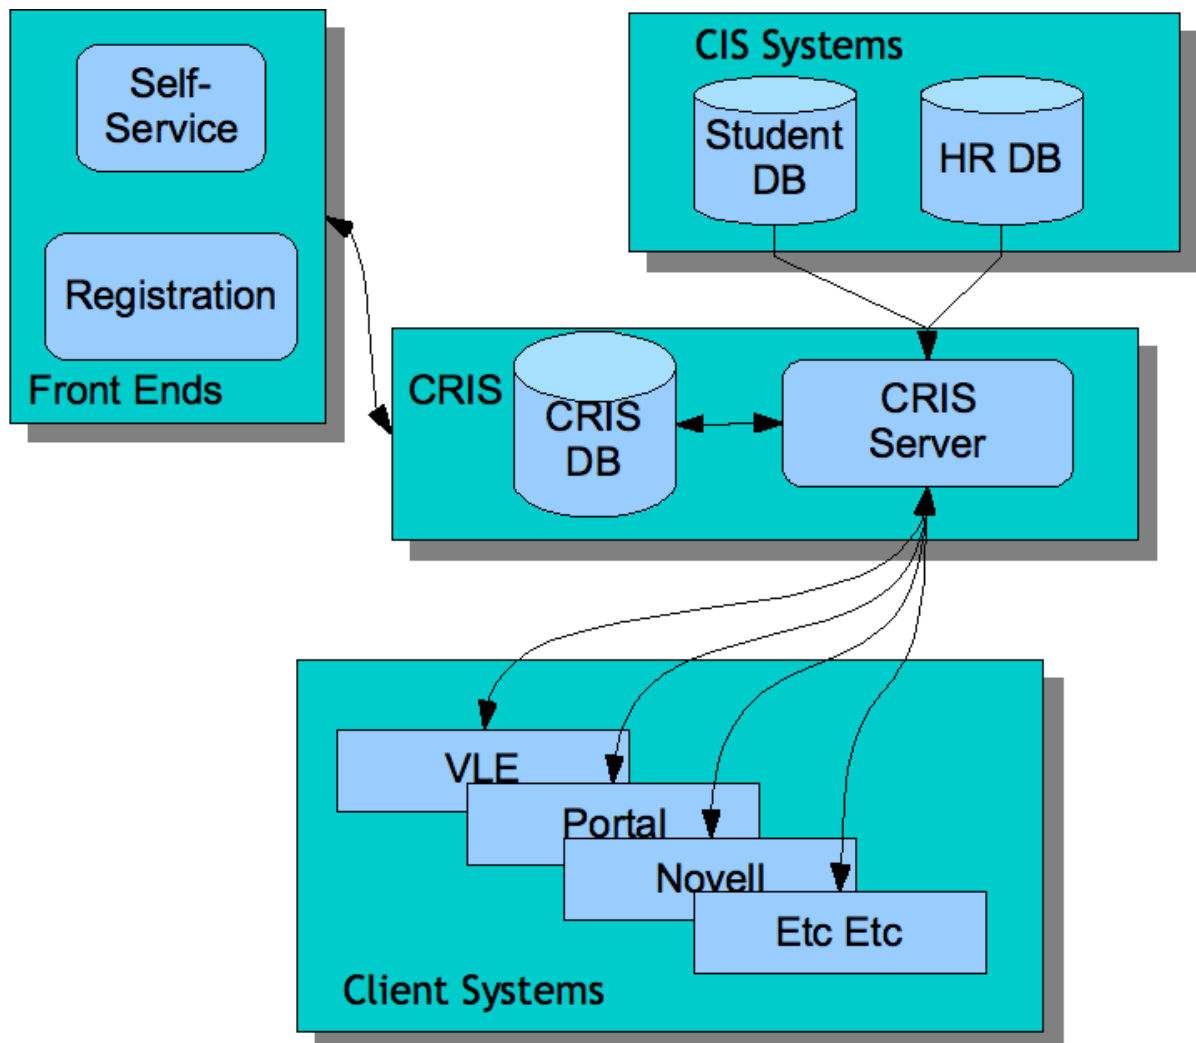 Self-
Service
Registration
Front Ends
CIS Systems
Student
DB
HR DB
CRIS
CRIS
DB
CRIS
Server
VLE
Portal
Novell
Etc Etc
Client Systems